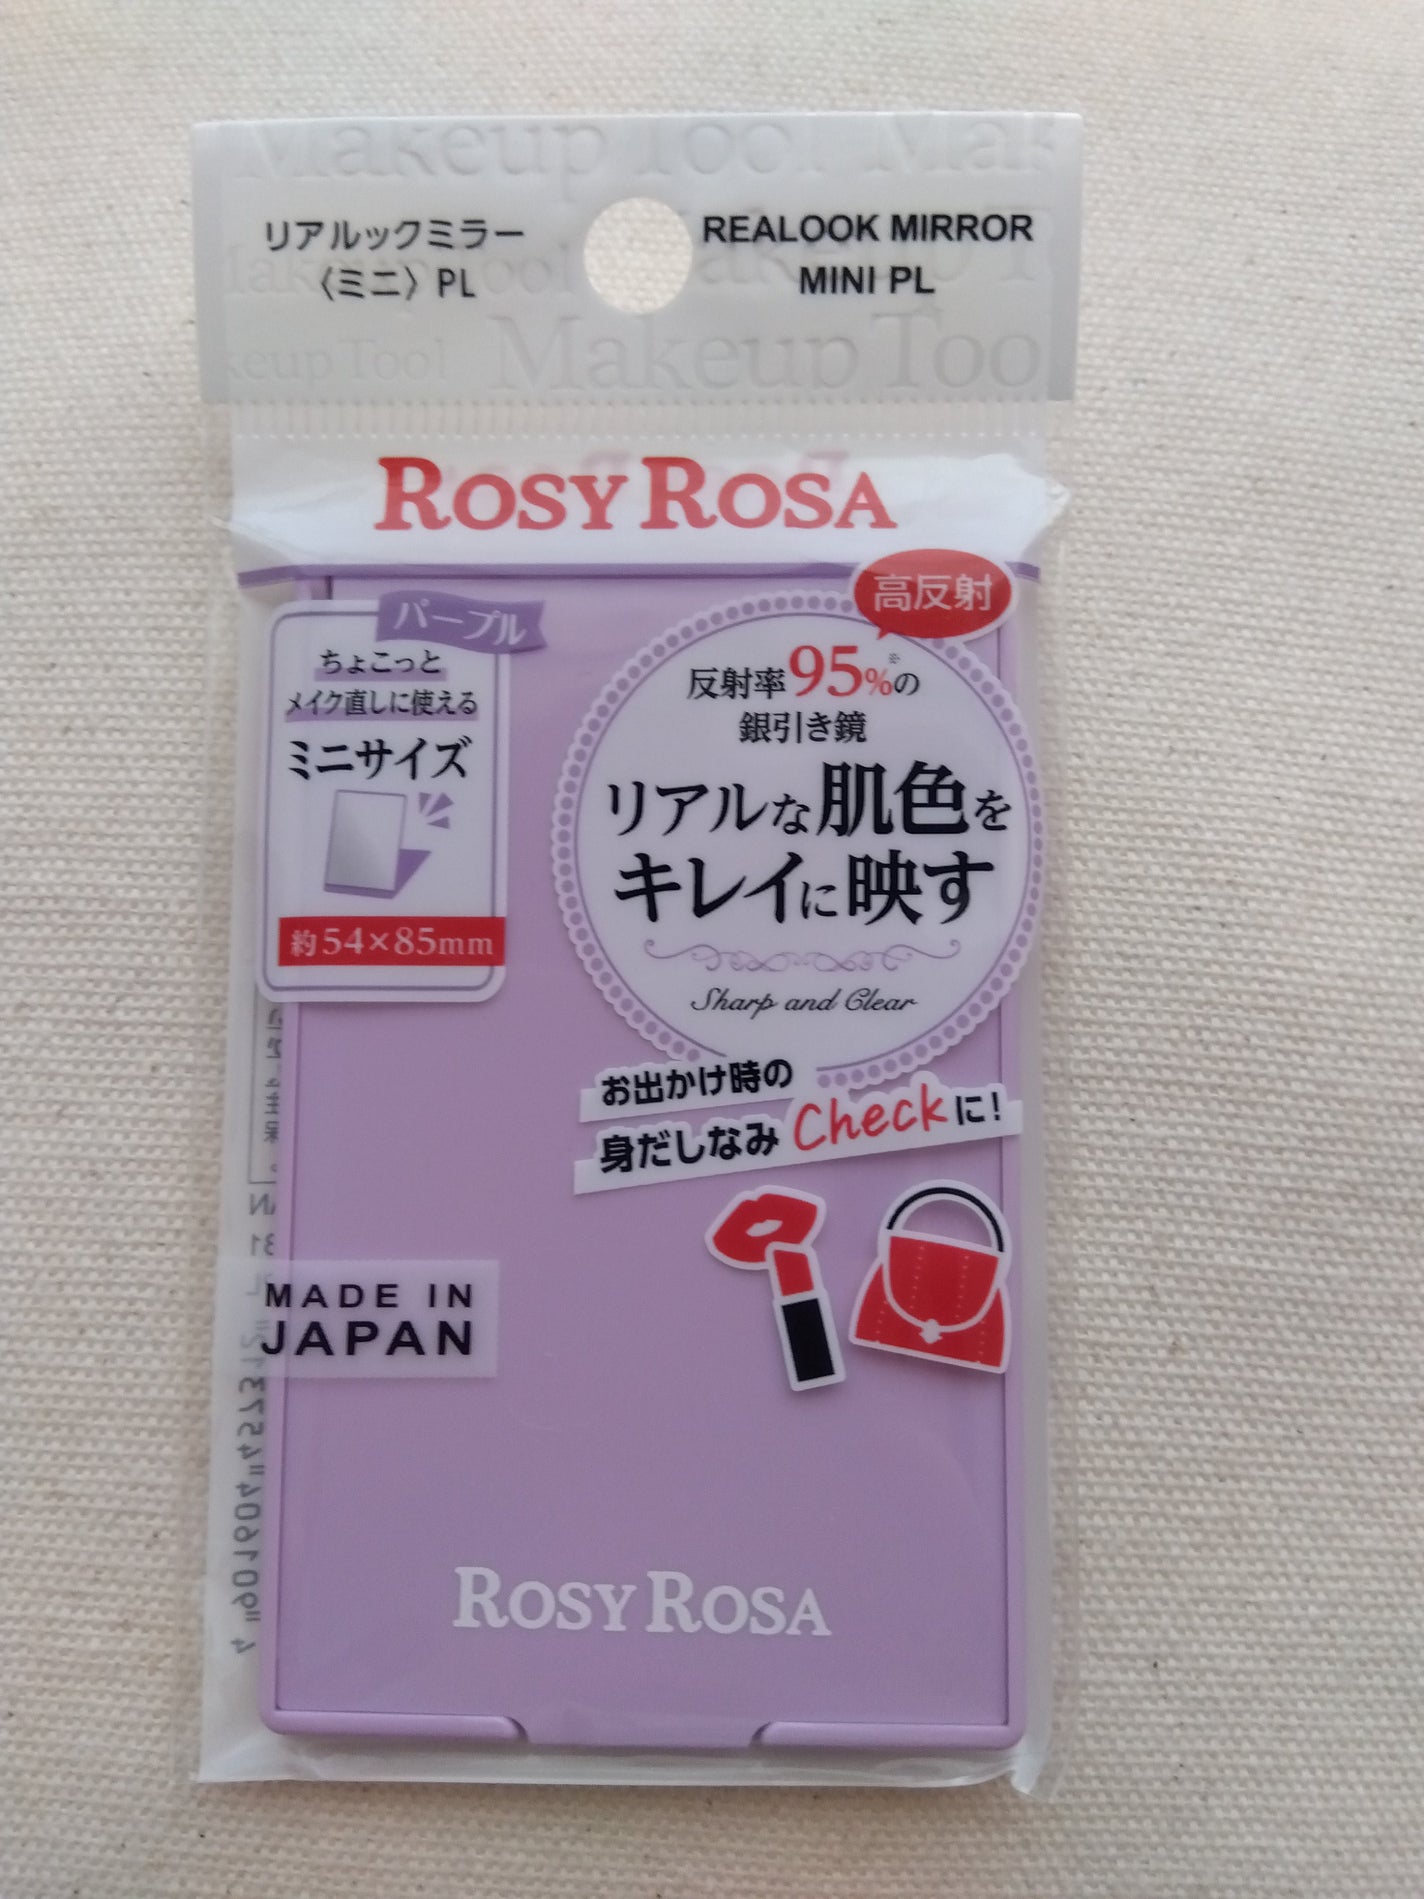 Makeup Tool Mak
リアルックミラー
〈ミニ〉PL
REALOOK MIRROR
MINI PL
keup Tool
Makeup Too
ROSY ROSA
パープル
ちょこっと
メイク直しに使える
ミニサイズ
約54×85mm
高反射
反射率95%※の
銀引き鏡
リアルな肌色を
キレイに映す
Sharp and Clear
お出かけ時の
身だしなみCheckに!
MADE IN
JAPAN
ROSY ROSA